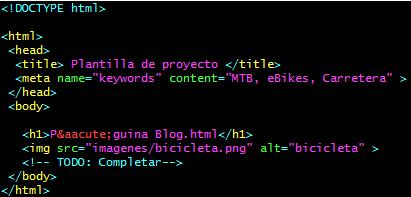 <!DOCTYPE html>
<html>
<head>
<title> Plantilla de proyecto </title>
<meta name="keywords" content="MTB, eBikes, Carretera" >
</head>
<body>
<h1>P&aacute;guina Blog.html</h1>
<img src="imagenes/bicicleta.png" alt="bicicleta" >
<!-- TODO: Completar-->
</body>
</html>